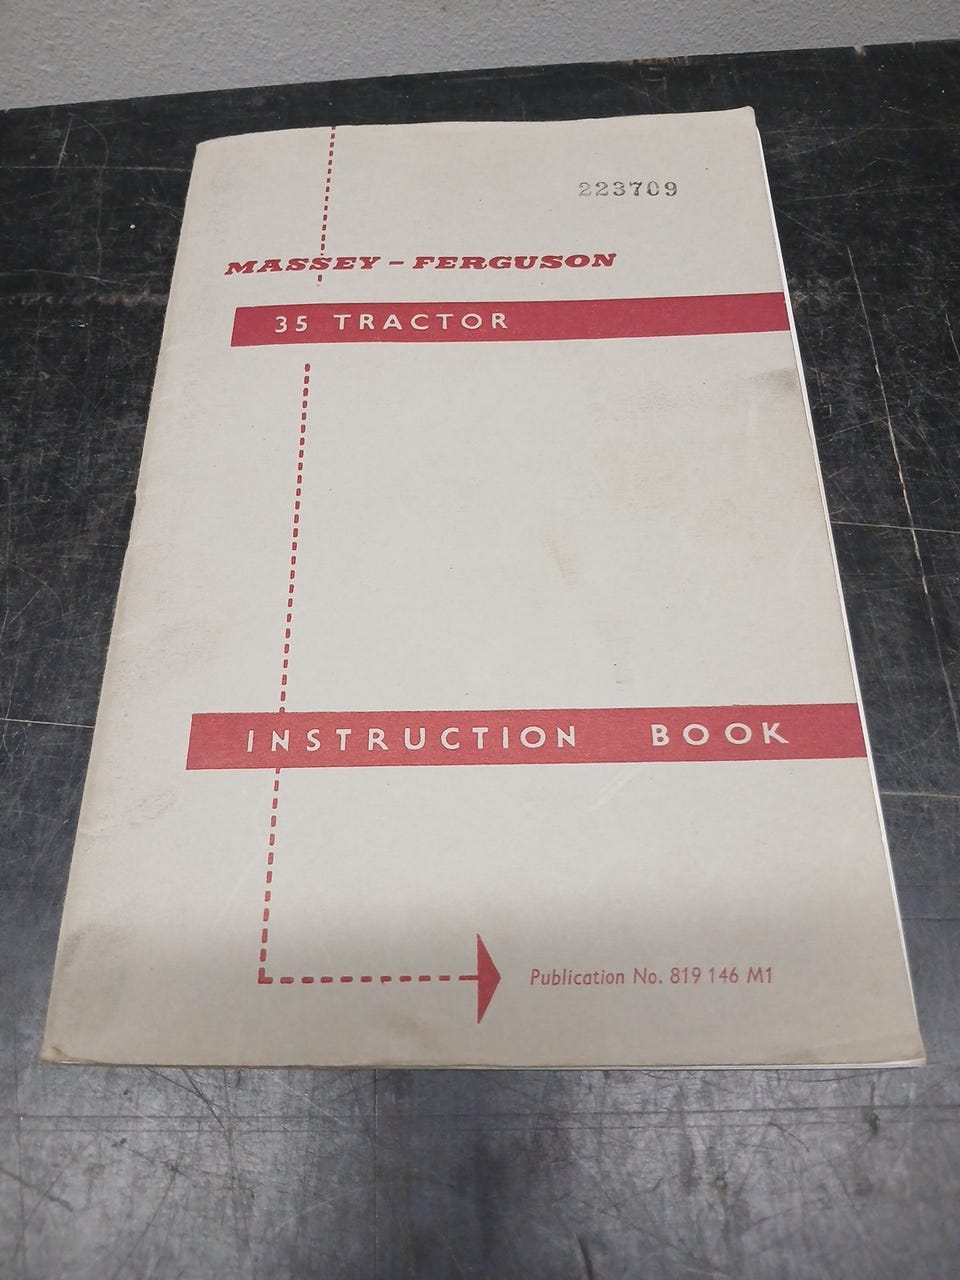 223709
MASSEY - FERGUSON
35 TRACTOR
INSTRUCTION BOOK
Publication No. 819 146 M1